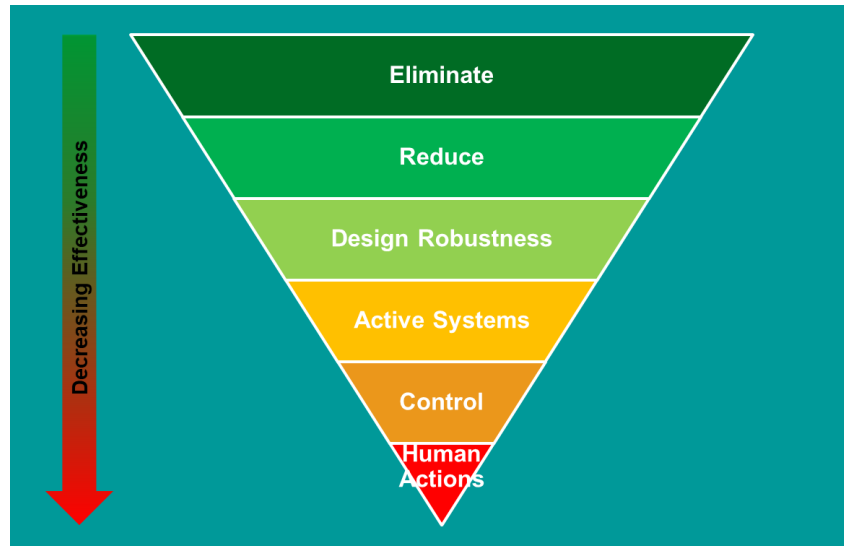 Eliminate
Reduce
Design Robustness
Active Systems
Control
Human
Actions
Decreasing Effectiveness